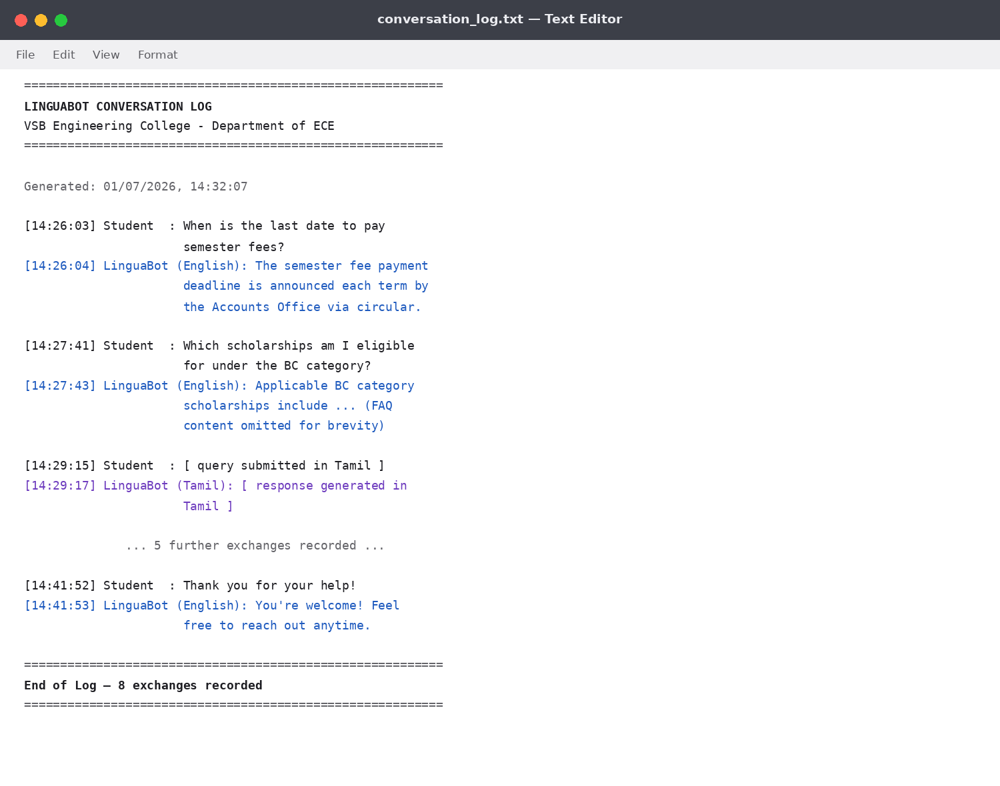 conversation_log.txt — Text Editor
File Edit View Format
==========================================================
LINGUABOT CONVERSATION LOG
VSB Engineering College - Department of ECE
==========================================================
Generated: 01/07/2026, 14:32:07
[14:26:03] Student  : When is the last date to pay
semester fees?
[14:26:04] LinguaBot (English): The semester fee payment
deadline is announced each term by
the Accounts Office via circular.
[14:27:41] Student  : Which scholarships am I eligible
for under the BC category?
[14:27:43] LinguaBot (English): Applicable BC category
scholarships include ... (FAQ
content omitted for brevity)
[14:29:15] Student  : [ query submitted in Tamil ]
[14:29:17] LinguaBot (Tamil): [ response generated in
Tamil ]
... 5 further exchanges recorded ...
[14:41:52] Student  : Thank you for your help!
[14:41:53] LinguaBot (English): You're welcome! Feel
free to reach out anytime.
==========================================================
End of Log — 8 exchanges recorded
==========================================================